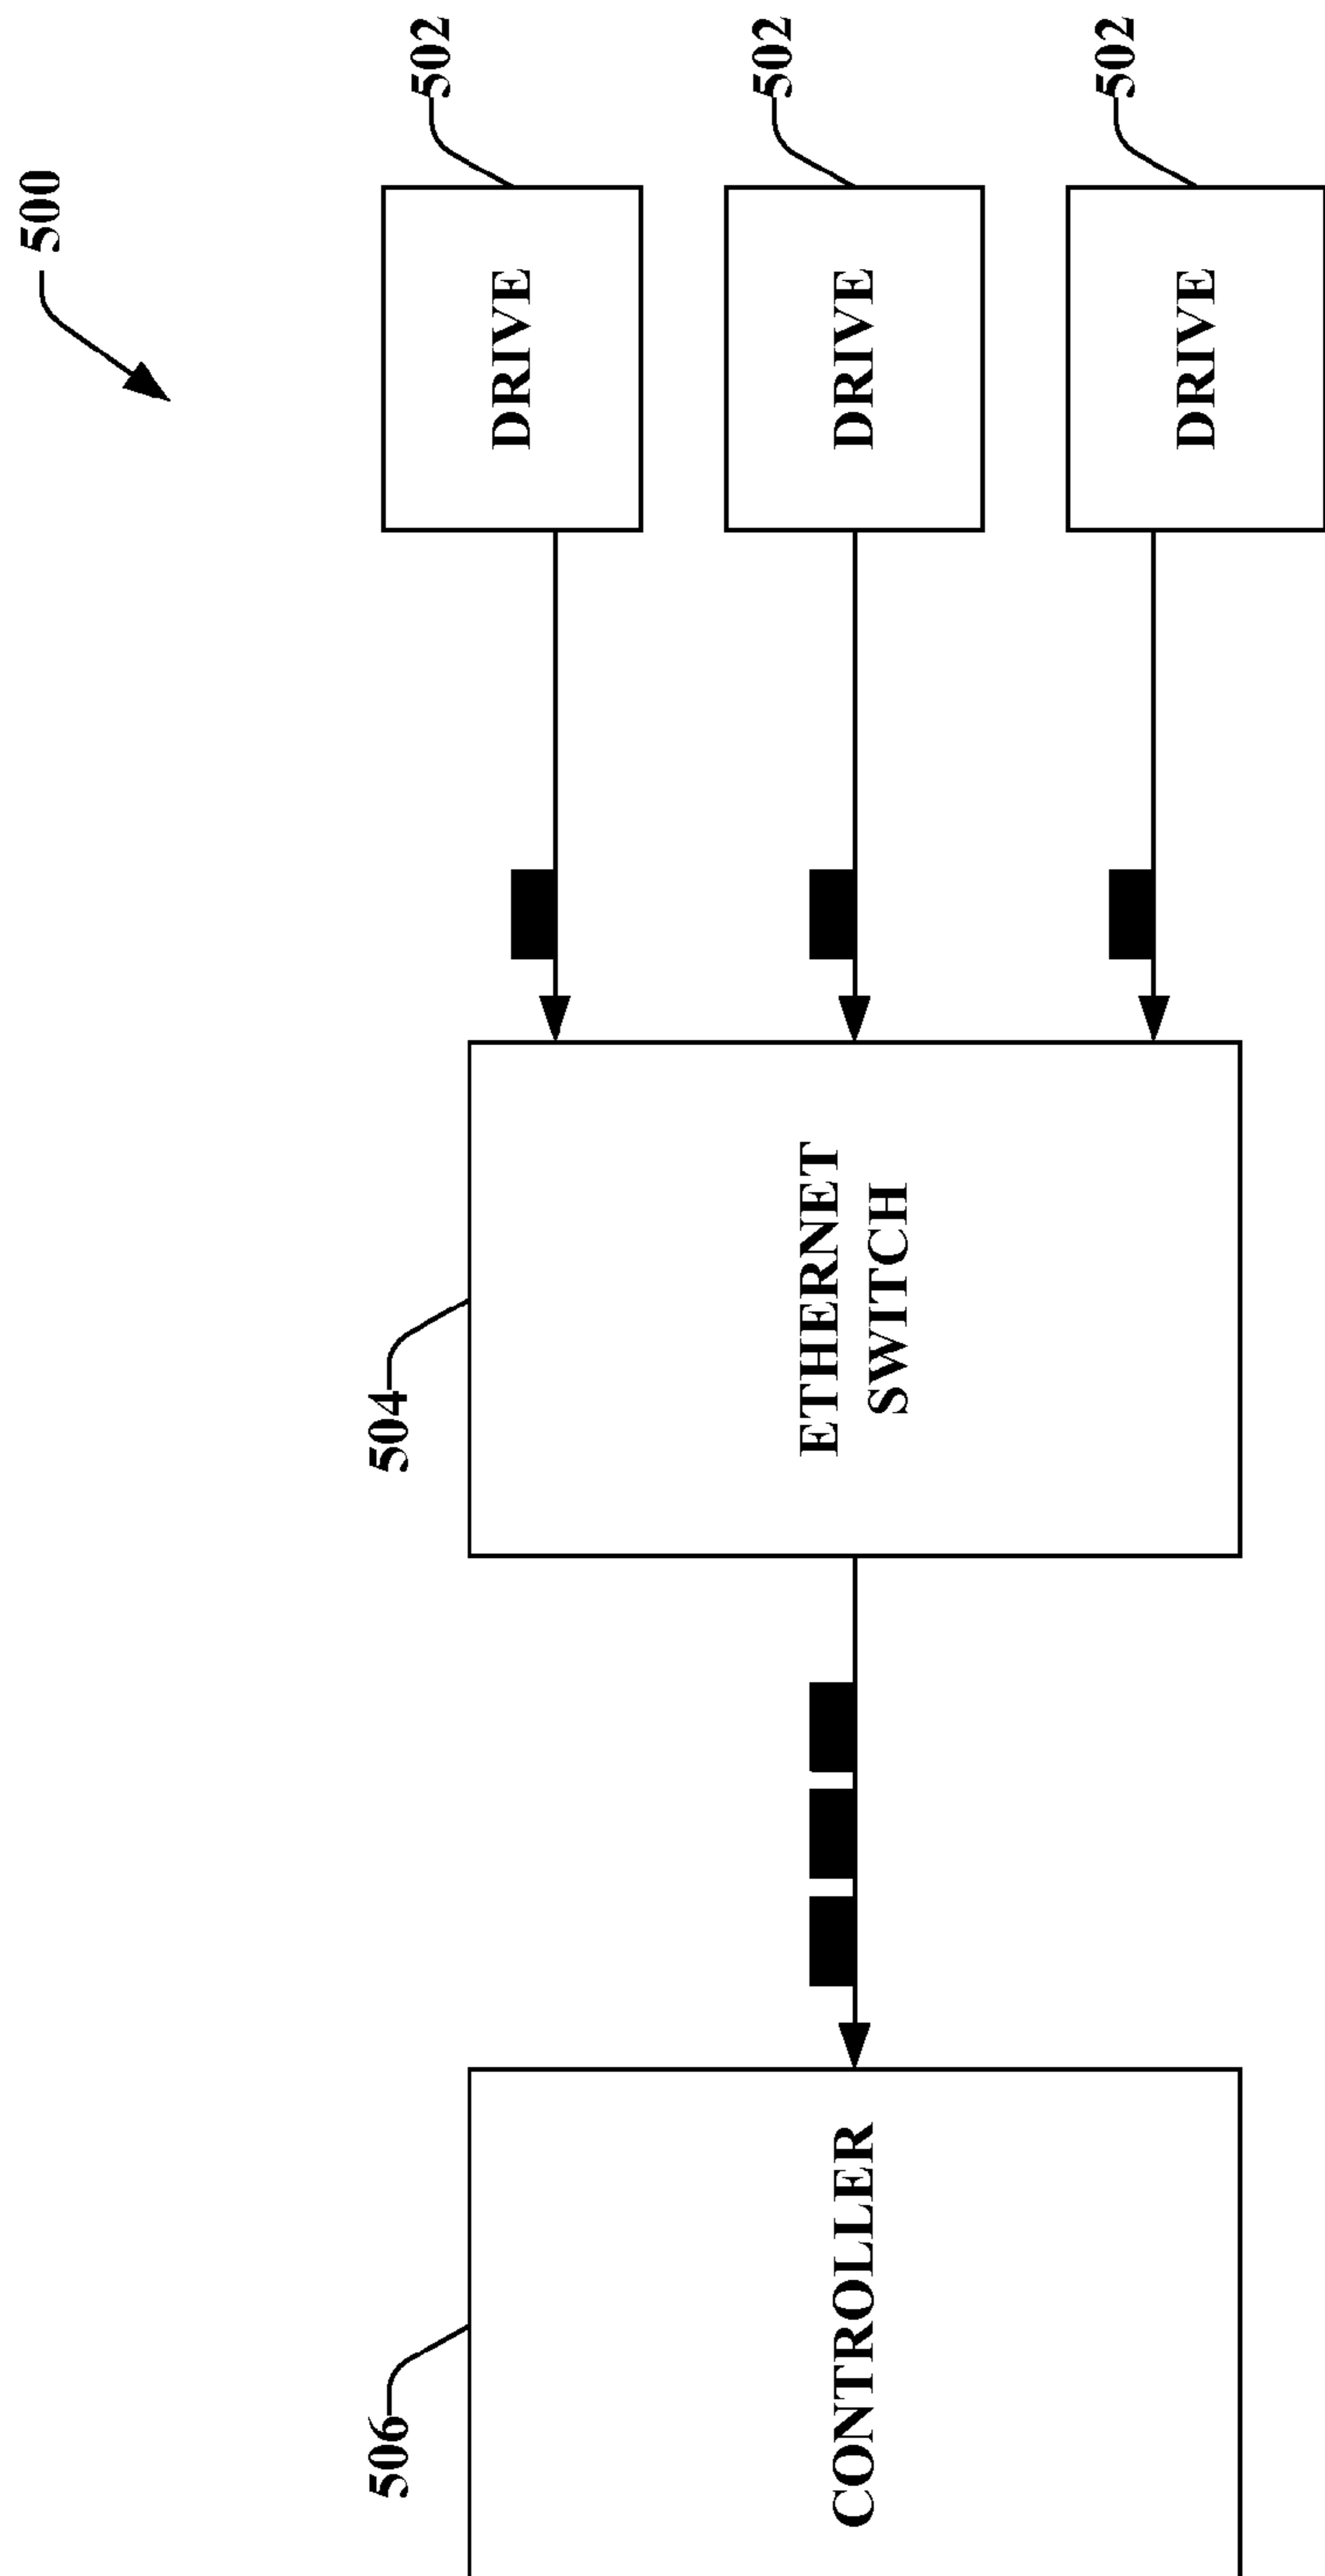 500
506
CONTROLLER
504
ETHERNET
SWITCH
502
DRIVE
502
DRIVE
502
DRIVE